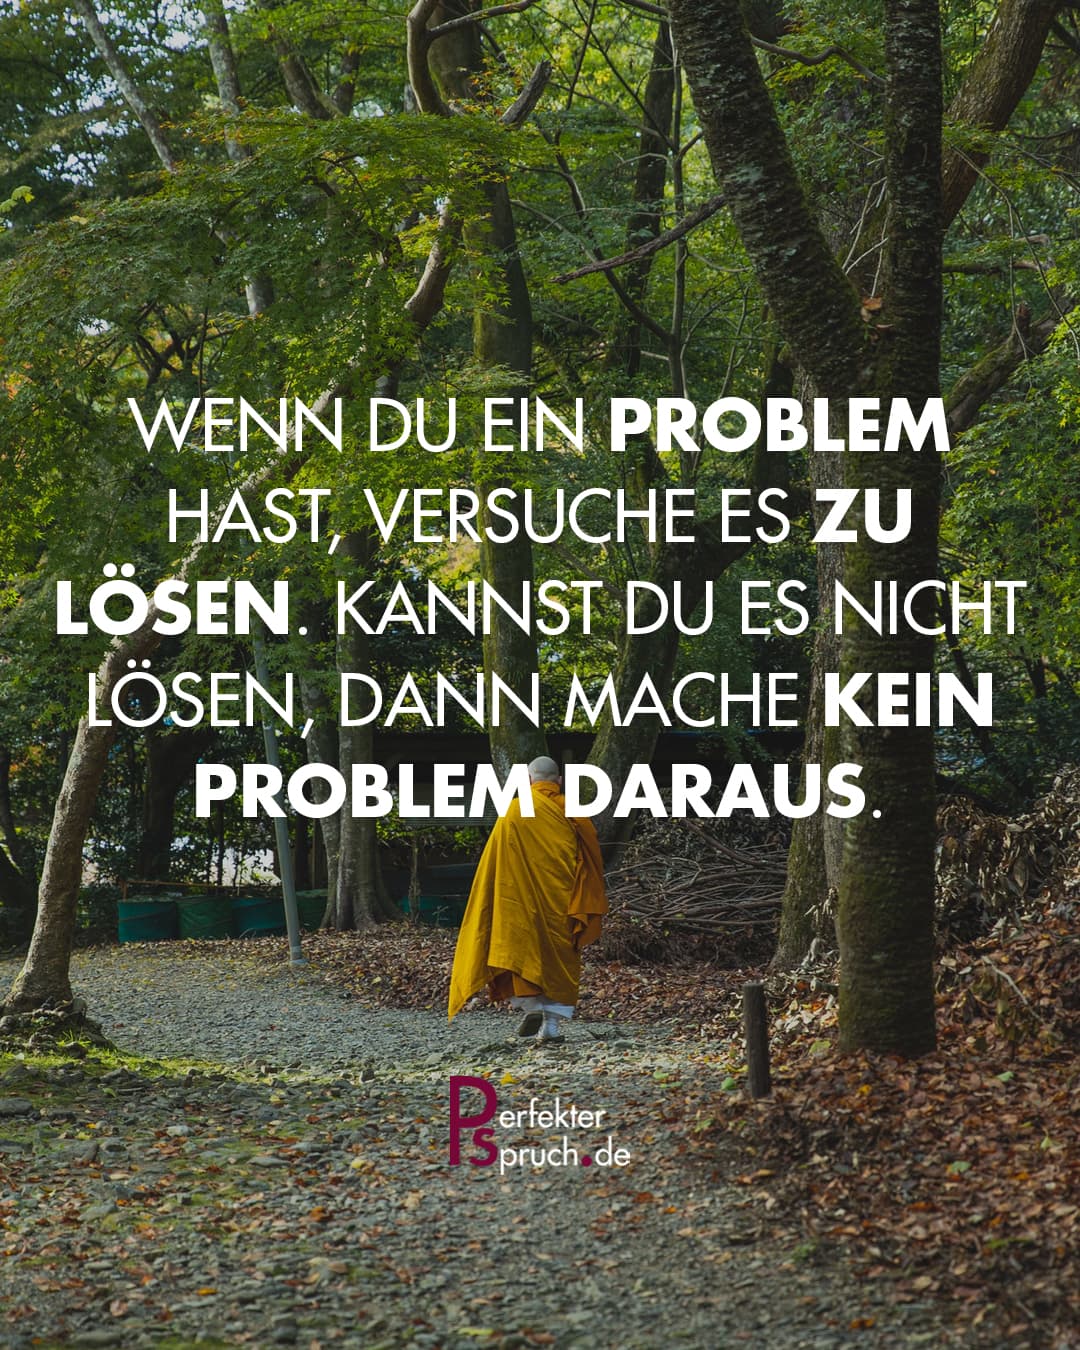 WENN DU EIN PROBLEM
HAST, VERSUCHE ES ZU
LÖSEN. KANNST DU ES NICHT
LÖSEN, DANN MACHE KEIN
PROBLEM DARAUS.
Perfekter
Spruch.de